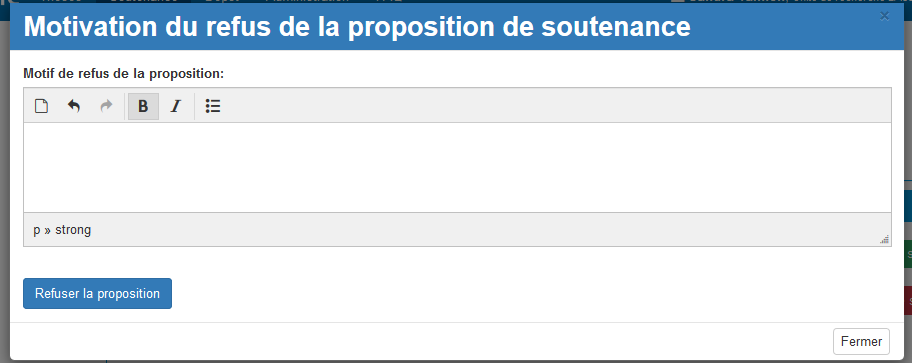 Motivation du refus de la proposition de soutenance
×
Motif de refus de la proposition:
B I
p » strong
Refuser la proposition
Fermer